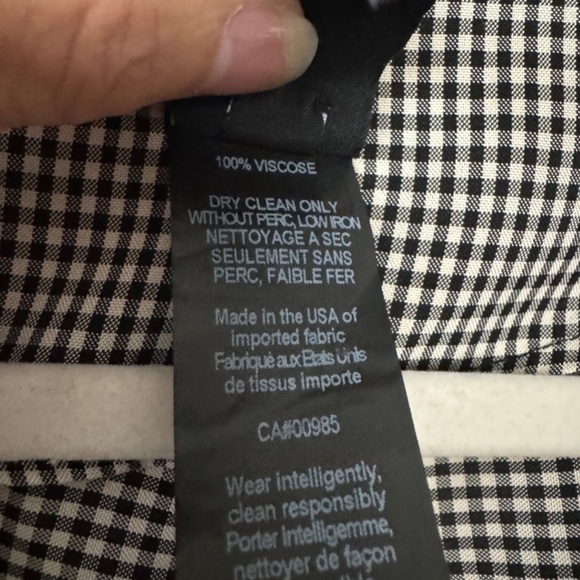 100% VISCOSE
DRY CLEAN ONLY
WITHOUT PERC, LOW IRON
NETTOYAGE A SEC
SEULEMENT SANS
PERC, FAIBLE FER
Made in the USA of
imported fabric
Fabriqué aux Etats Unis
de tissus importe
CA#00985
Wear intelligently,
clean responsibly
Porter intelligemme,
nettoyer de façon